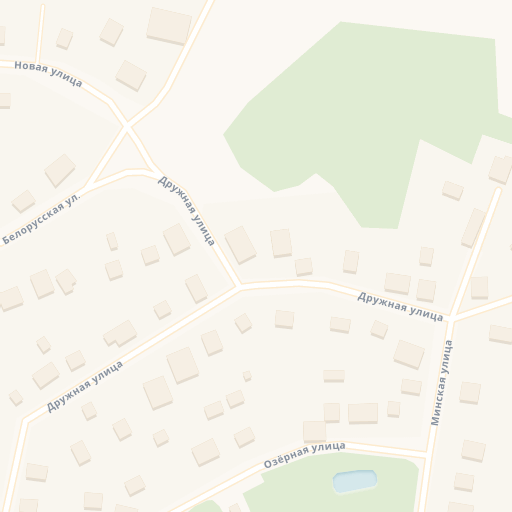 Новая улица
Дружная улица
Белорусская ул.
Дружная улица
Дружная улица
Минская улица
Озёрная улица